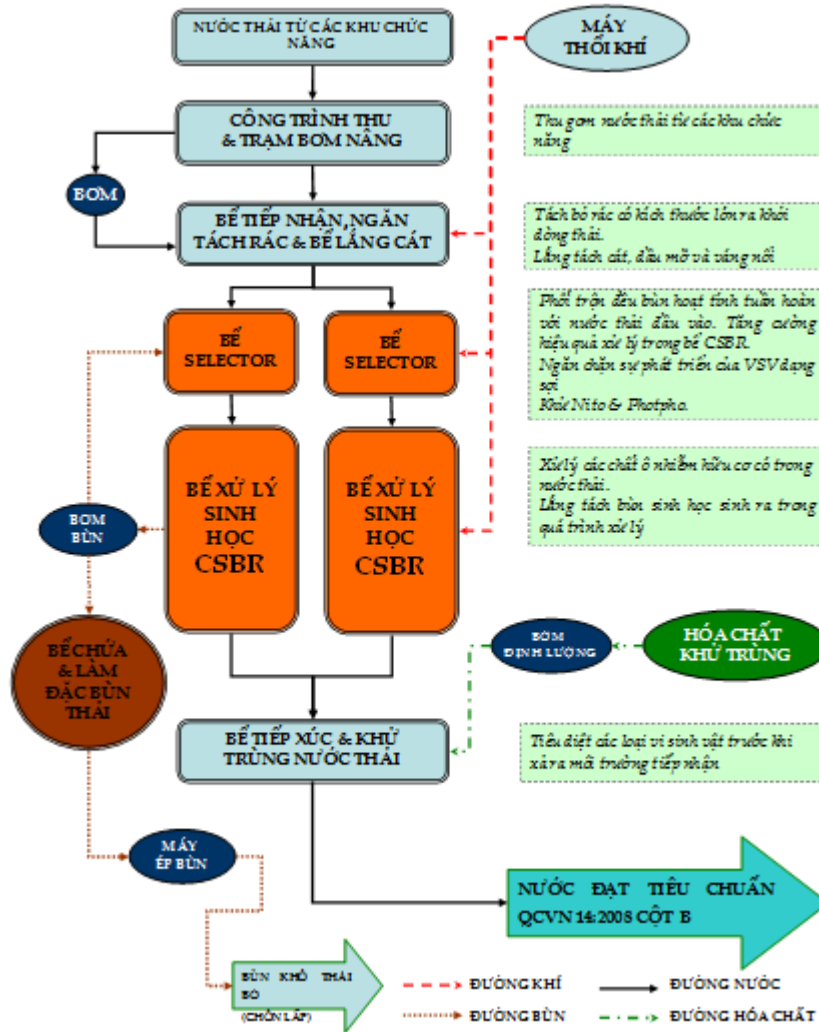 NƯỚC THẢI TỪ CÁC KHU CHỨC
NĂNG
MÁY
THỔI KHÍ
CÔNG TRÌNH THU
& TRẠM BƠM NÂNG
Thu gom nước thải từ các khu chức
năng
BƠM
BỂ TIẾP NHẬN, NGĂN
TÁCH RÁC & BỂ LẮNG CÁT
Tách bỏ rác có kích thước lớn ra khỏi
dòng thải.
Lắng tách cát, dầu mỡ và váng nổi
BỂ
SELECTOR
BỂ
SELECTOR
Phối trộn đều bùn hoạt tính tuần hoàn
với nước thải đầu vào. Tăng cường
hiệu quả xử lý trong bể CSBR.
Ngăn chặn sự phát triển của VSV dạng
sợi
Khử Nito & Photpho.
BỂ XỬ LÝ
SINH
HỌC
CSBR
BỂ XỬ LÝ
SINH
HỌC
CSBR
Xử lý các chất ô nhiễm hữu cơ có trong
nước thải.
Lắng tách bùn sinh học sinh ra trong
quá trình xử lý
BƠM
BÙN
BỂ CHỨA
& LÀM
ĐẶC BÙN
THẢI
BƠM
ĐỊNH LƯỢNG
HÓA CHẤT
KHỬ TRÙNG
BỂ TIẾP XÚC & KHỬ
TRÙNG NƯỚC THẢI
Tiêu diệt các loại vi sinh vật trước khi
xả ra môi trường tiếp nhận
MÁY
ÉP BÙN
NƯỚC ĐẠT TIÊU CHUẨN
QCVN 14:2008 CỘT B
BÙN KHÔ THẢI
BỎ
(CHÔN LẤP)
ĐƯỜNG KHÍ
ĐƯỜNG NƯỚC
ĐƯỜNG BÙN
ĐƯỜNG HÓA CHẤT